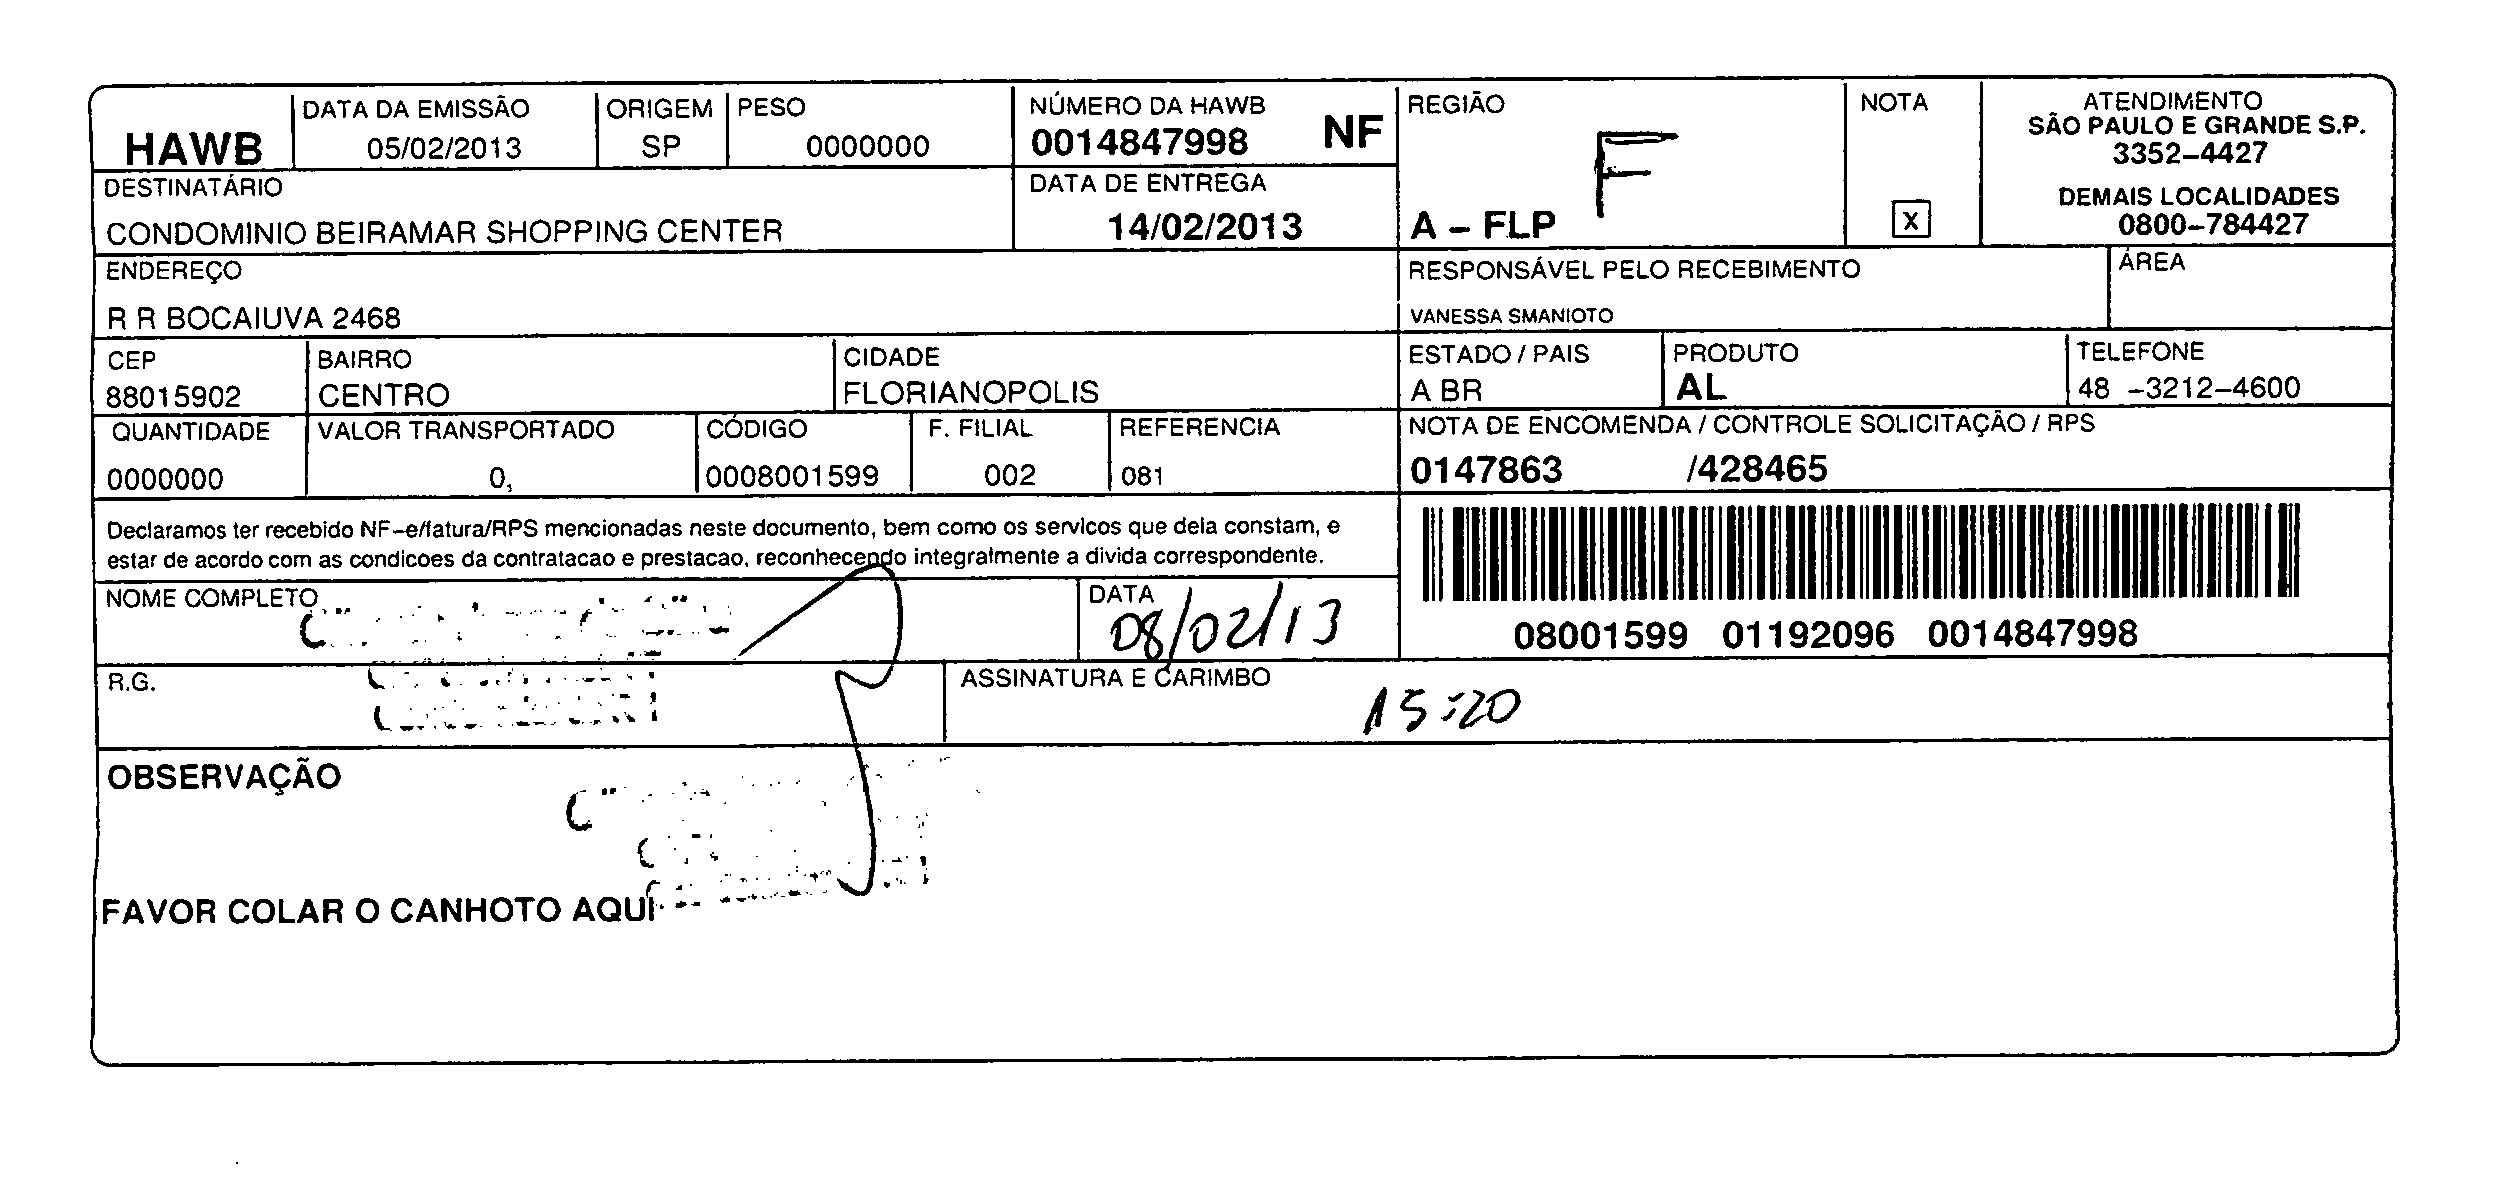 HAWB
DATA DA EMISSÃO
05/02/2013
ORIGEM
SP
PESO
0000000
NÚMERO DA HAWB
0014847998 NF
REGIÃO
F
A – FLP
NOTA
X
ATENDIMENTO
SÃO PAULO E GRANDE S.P.
3352–4427
DEMAIS LOCALIDADES
0800–784427
DESTINATÁRIO
CONDOMINIO BEIRAMAR SHOPPING CENTER
DATA DE ENTREGA
14/02/2013
ENDEREÇO
R R BOCAIUVA 2468
RESPONSÁVEL PELO RECEBIMENTO
VANESSA SMANIOTO
ÁREA
CEP
88015902
BAIRRO
CENTRO
CIDADE
FLORIANOPOLIS
ESTADO / PAIS
A BR
PRODUTO
AL
TELEFONE
48 –3212–4600
QUANTIDADE
0000000
VALOR TRANSPORTADO
0,
CÓDIGO
0008001599
F. FILIAL
002
REFERENCIA
081
NOTA DE ENCOMENDA / CONTROLE SOLICITAÇÃO / RPS
0147863 /428465
Declaramos ter recebido NF–e/fatura/RPS mencionadas neste documento, bem como os servicos que dela constam, e
estar de acordo com as condicoes da contratacao e prestacao, reconhecendo integralmente a divida correspondente.
08001599 01192096 0014847998
NOME COMPLETO
DATA
08/02/13
R.G.
ASSINATURA E CARIMBO
15:20
OBSERVAÇÃO
FAVOR COLAR O CANHOTO AQUI